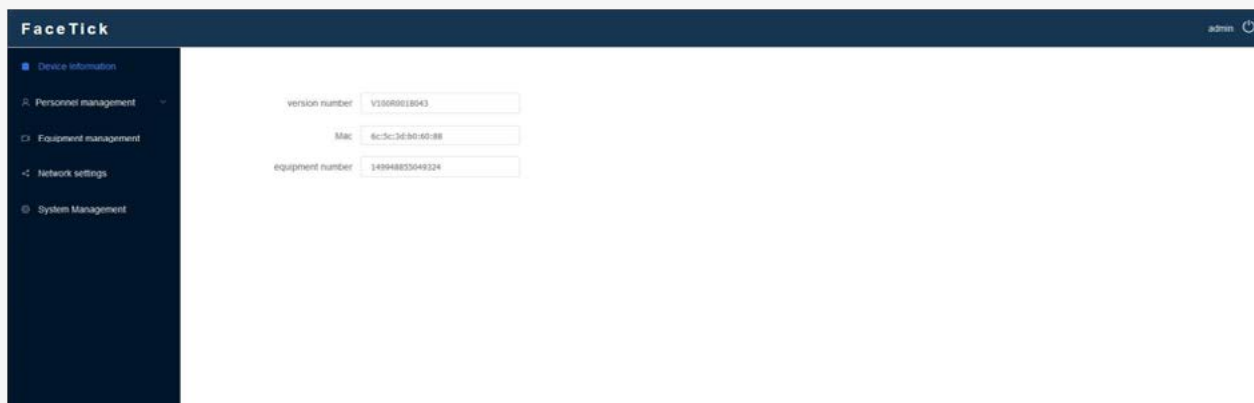 FaceTick
admin
Device information
Personnel management
Equipment management
Network settings
System Management
version number V100R001B043
Mac 6c:5c:3d:b0:60:88
equipment number 149948855049324